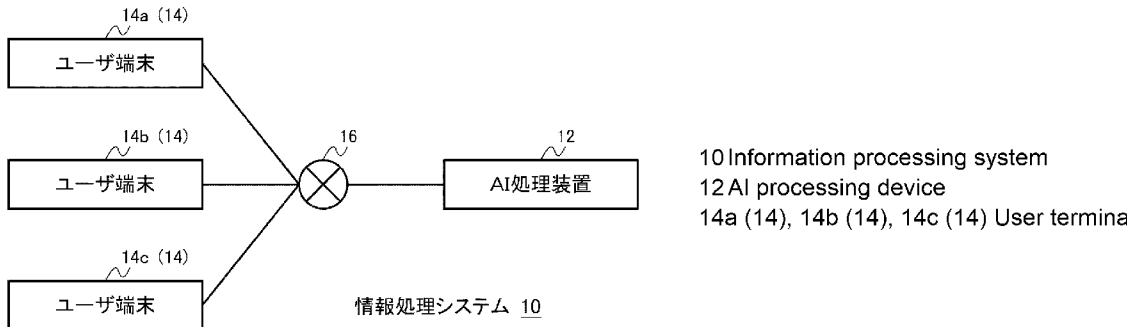 14a (14)
ユーザ端末
14b (14)
ユーザ端末
16
12
AI処理装置
14c (14)
ユーザ端末
情報処理システム 10
10 Information processing system
12 AI processing device
14a (14), 14b (14), 14c (14) User termina